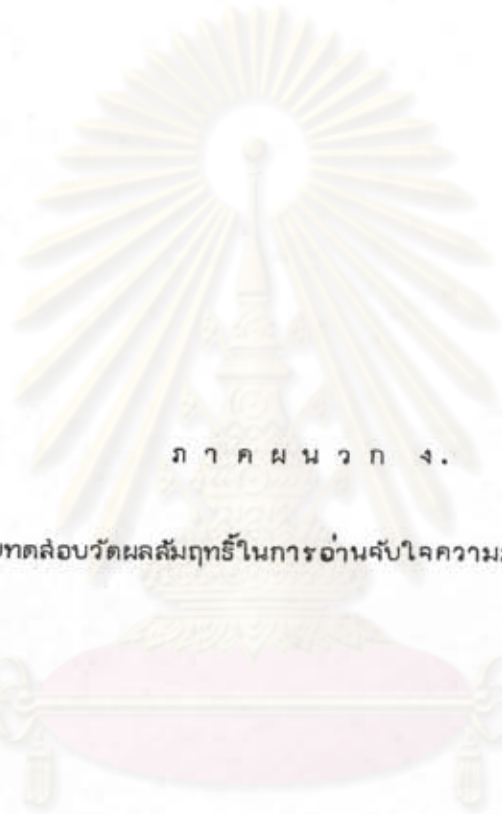 ภ า ค ผ น ว ก ง.
ทดสอบวัดผลสัมฤทธิ์ในการอ่านจับใจความ